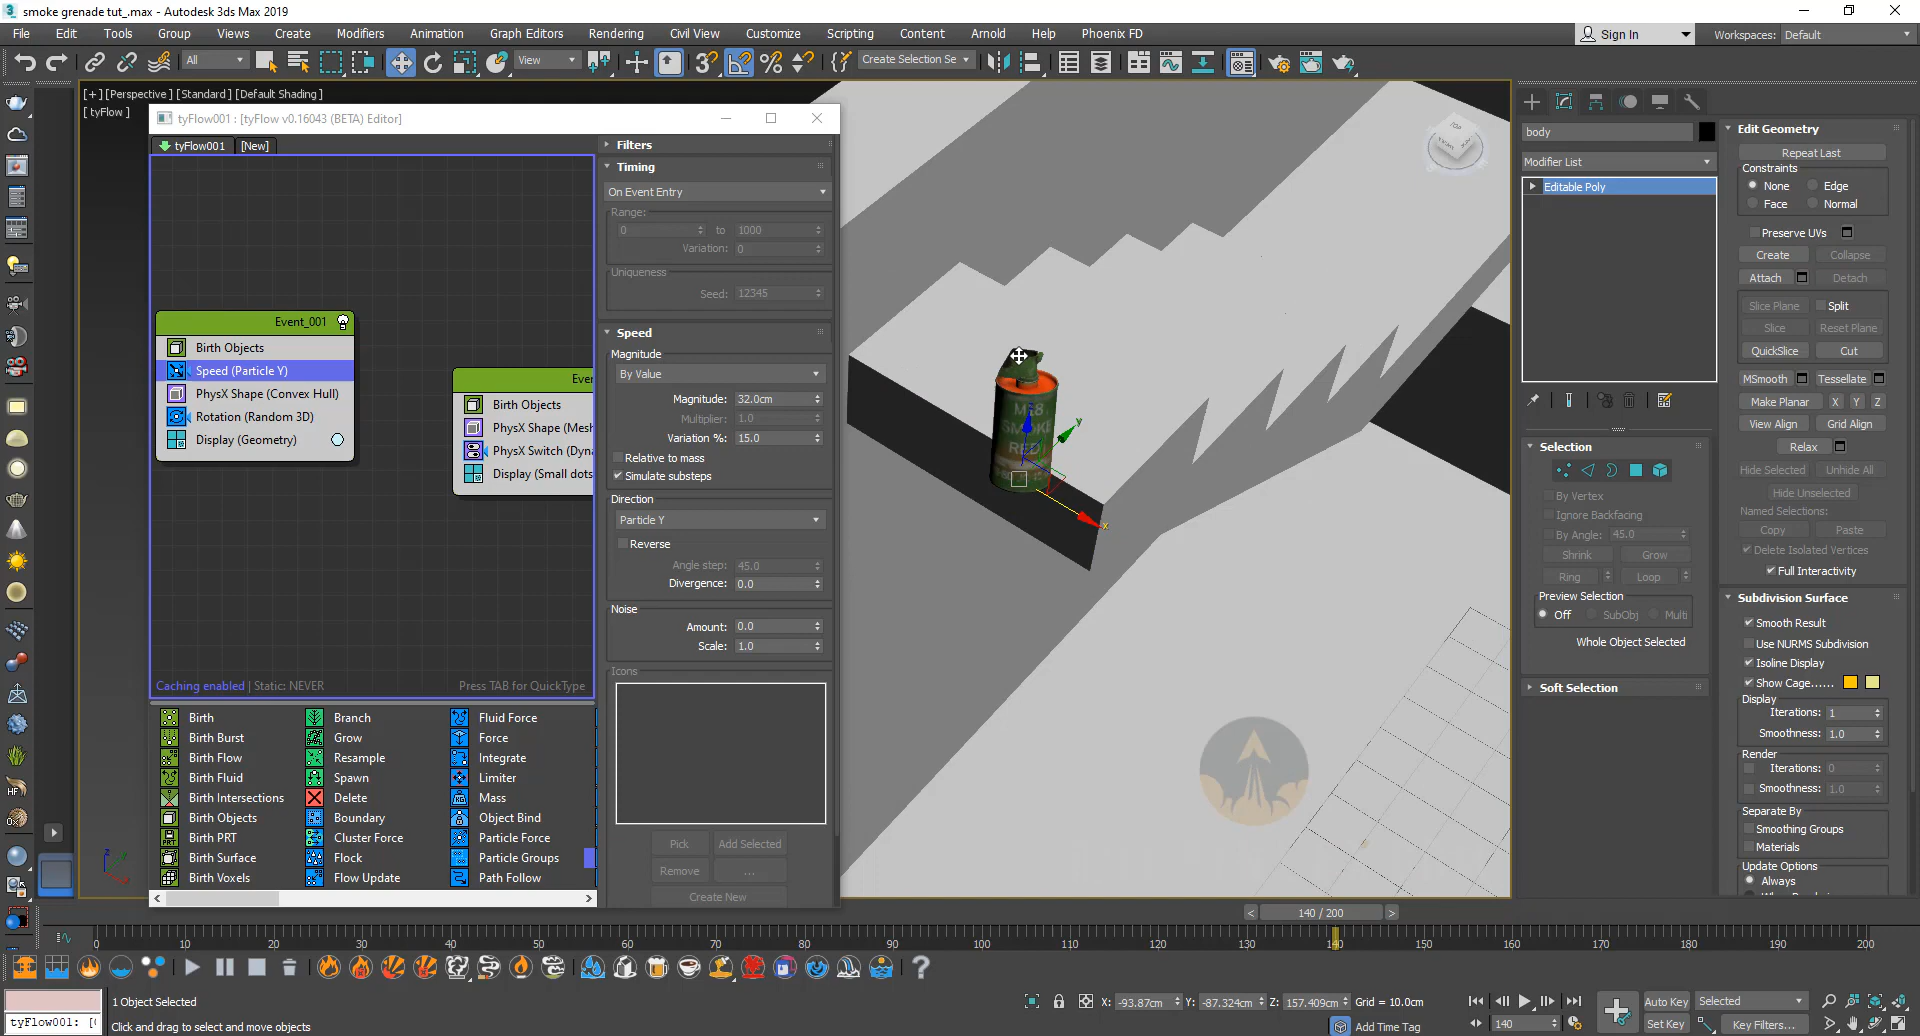 smoke grenade tut_.max - Autodesk 3ds Max 2019
File Edit Tools Group Views Create Modifiers Animation Graph Editors Rendering Civil View Customize Scripting Content Arnold Help Phoenix FD
Sign In Workspaces: Default
All View Create Selection Se
[+] [Perspective ] [Standard ] [Default Shading ]
[ tyFlow ]
tyFlow001 : [tyFlow v0.16043 (BETA) Editor]
tyFlow001 [New]
Event_001
Birth Objects
Speed (Particle Y)
PhysX Shape (Convex Hull)
Rotation (Random 3D)
Display (Geometry)
Eve
Birth Objects
PhysX Shape (Mesh
PhysX Switch (Dyna
Display (Small dots
Caching enabled | Static: NEVER
Press TAB for QuickType
Birth Branch Fluid Force
Birth Burst Grow Force
Birth Flow Resample Integrate
Birth Fluid Spawn Limiter
Birth Intersections Delete Mass
Birth Objects Boundary Object Bind
Birth PRT Cluster Force Particle Force
Birth Surface Flock Particle Groups
Birth Voxels Flow Update Path Follow
Filters
Timing
On Event Entry
Range:
0 to 1000
Variation: 0
Uniqueness
Seed: 12345
Speed
Magnitude
By Value
Magnitude: 32.0cm
Multiplier: 1.0
Variation %: 15.0
Relative to mass
Simulate substeps
Direction
Particle Y
Reverse
Angle step: 45.0
Divergence: 0.0
Noise
Amount: 0.0
Scale: 1.0
Icons
Pick Add Selected
Remove ...
Create New
M18
SMOKE
RED
y
x
z
TOP
body
Modifier List
Editable Poly
Selection
By Vertex
Ignore Backfacing
By Angle: 45.0
Shrink Grow
Ring Loop
Preview Selection
Off SubObj Multi
Whole Object Selected
Soft Selection
Edit Geometry
Repeat Last
Constraints
None Edge
Face Normal
Preserve UVs
Create Collapse
Attach Detach
Slice Plane Split
Slice Reset Plane
QuickSlice Cut
MSmooth Tessellate
Make Planar X Y Z
View Align Grid Align
Relax
Hide Selected Unhide All
Hide Unselected
Named Selections:
Copy Paste
Delete Isolated Vertices
Full Interactivity
Subdivision Surface
Smooth Result
Use NURMS Subdivision
Isoline Display
Show Cage......
Display
Iterations: 1
Smoothness: 1.0
Render
Iterations: 0
Smoothness: 1.0
Separate By
Smoothing Groups
Materials
Update Options
Always
< 140 / 200 >
0 10 20 30 40 50 60 70 80 90 100 110 120 130 140 150 160 170 180 190 200
1 Object Selected
X: -93.87cm Y: -87.324cm Z: 157.409cm Grid = 10.0cm
Auto Key Selected
tyFlow001: [
Click and drag to select and move objects
Add Time Tag
140
Set Key Key Filters...